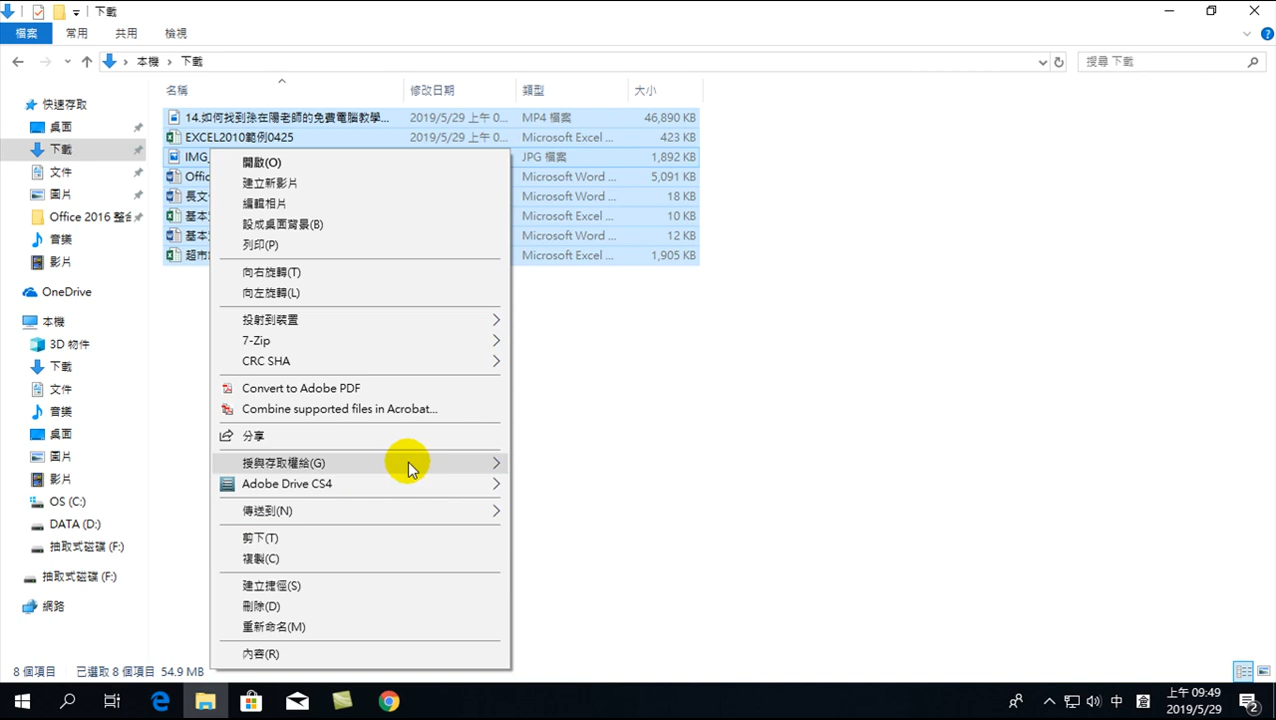 下載
檔案 常用 共用 檢視
本機 下載 搜尋 下載
名稱 修改日期 類型 大小
14.如何找到孫在陽老師的免費電腦教學... 2019/5/29 上午 0... MP4 檔案 46,890 KB
EXCEL2010範例0425 2019/5/29 上午 0... Microsoft Excel ... 423 KB
IMG_ JPG 檔案 1,892 KB
Offic Microsoft Word ... 5,091 KB
長文 Microsoft Word ... 18 KB
基本 Microsoft Excel ... 10 KB
基本 Microsoft Word ... 12 KB
超市 Microsoft Excel ... 1,905 KB
快速存取
桌面
下載
文件
圖片
Office 2016 整合
音樂
影片
OneDrive
本機
3D 物件
下載
文件
音樂
桌面
圖片
影片
OS (C:)
DATA (D:)
抽取式磁碟 (F:)
抽取式磁碟 (F:)
網路
開啟(O)
建立新影片
編輯相片
設成桌面背景(B)
列印(P)
向右旋轉(T)
向左旋轉(L)
投射到裝置
7-Zip
CRC SHA
Convert to Adobe PDF
Combine supported files in Acrobat...
分享
授與存取權給(G)
Adobe Drive CS4
傳送到(N)
剪下(T)
複製(C)
建立捷徑(S)
刪除(D)
重新命名(M)
內容(R)
8 個項目 已選取 8 個項目 54.9 MB
中 倉 上午 09:49
2019/5/29 2